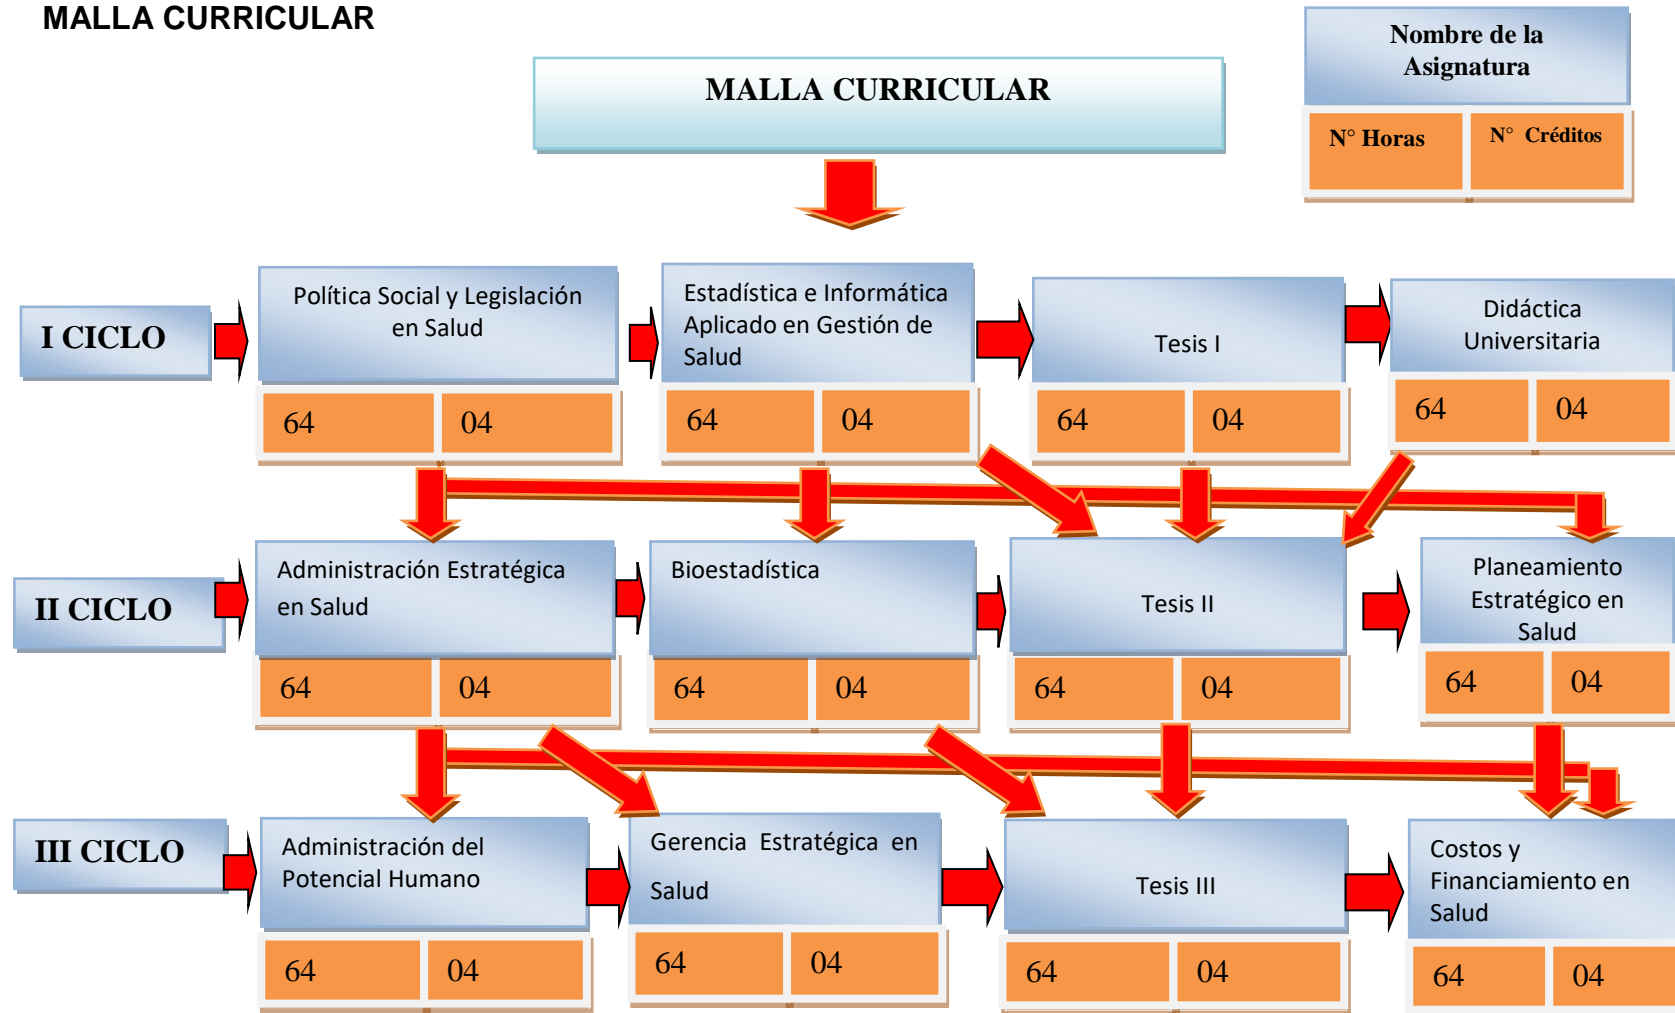 MALLA CURRICULAR
MALLA CURRICULAR
Nombre de la
Asignatura
N° Horas
N° Créditos
I CICLO
Política Social y Legislación
en Salud
64
04
Estadística e Informática
Aplicado en Gestión de
Salud
64
04
Tesis I
64
04
Didáctica
Universitaria
64
04
II CICLO
Administración Estratégica
en Salud
64
04
Bioestadística
64
04
Tesis II
64
04
Planeamiento
Estratégico en
Salud
64
04
III CICLO
Administración del
Potencial Humano
64
04
Gerencia Estratégica en
Salud
64
04
Tesis III
64
04
Costos y
Financiamiento en
Salud
64
04